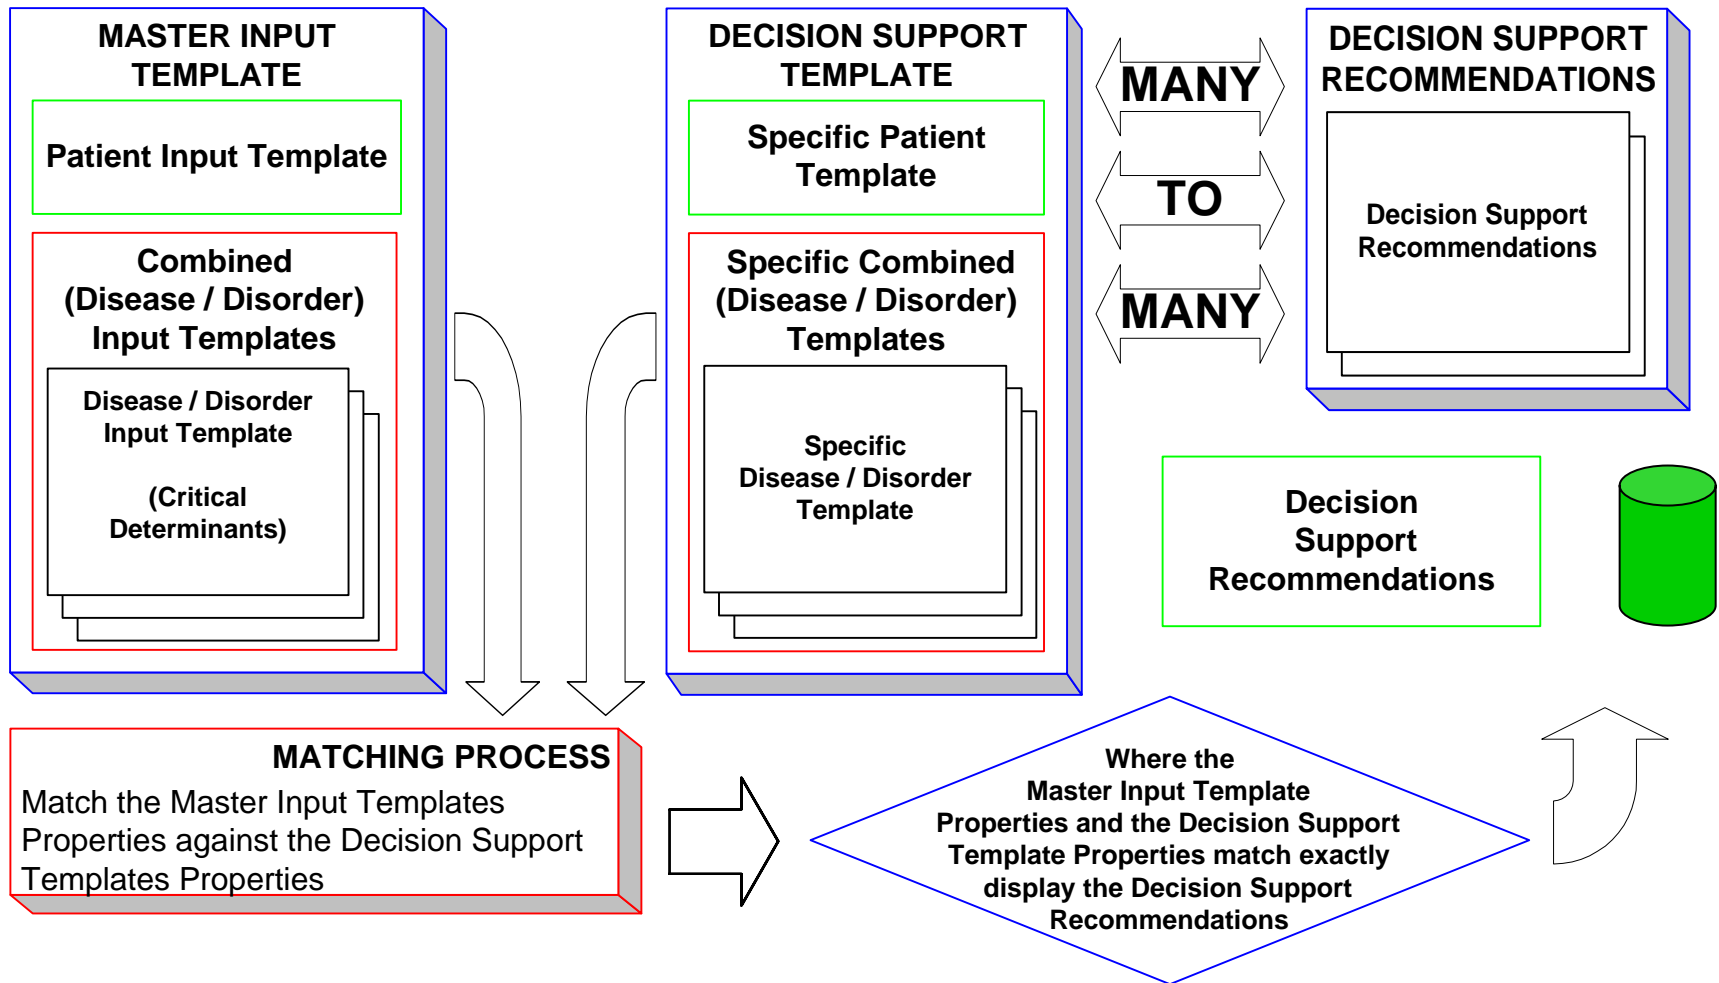 MASTER INPUT
TEMPLATE
Patient Input Template
Combined
(Disease / Disorder)
Input Templates
Disease / Disorder
Input Template
(Critical
Determinants)
DECISION SUPPORT
TEMPLATE
Specific Patient
Template
Specific Combined
(Disease / Disorder)
Templates
Specific
Disease / Disorder
Template
MANY
TO
MANY
DECISION SUPPORT
RECOMMENDATIONS
Decision Support
Recommendations
Decision
Support
Recommendations
MATCHING PROCESS
Match the Master Input Templates
Properties against the Decision Support
Templates Properties
Where the
Master Input Template
Properties and the Decision Support
Template Properties match exactly
display the Decision Support
Recommendations